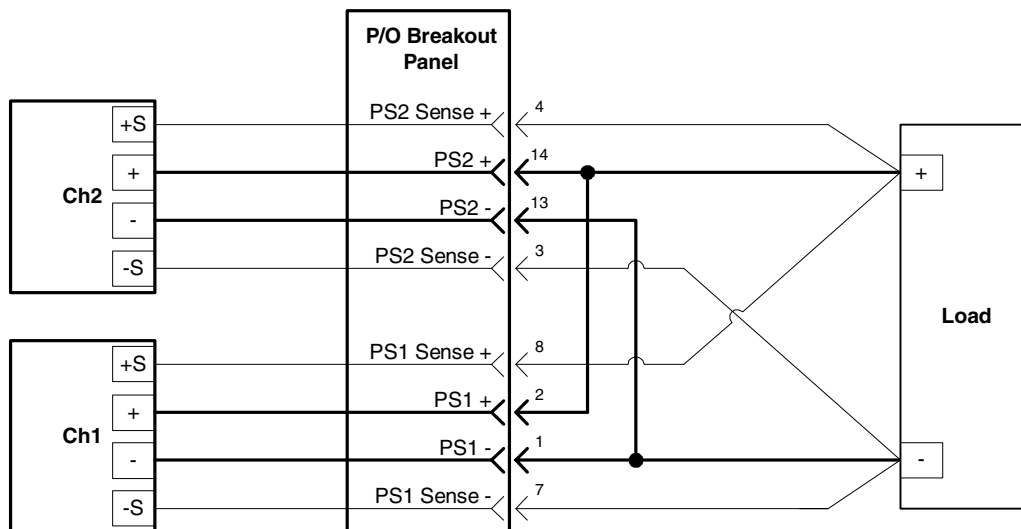 P/O Breakout
Panel
Ch2
+S
+
-
-S
PS2 Sense +
PS2 +
PS2 -
PS2 Sense -
4
14
13
3
Ch1
+S
+
-
-S
PS1 Sense +
PS1 +
PS1 -
PS1 Sense -
8
2
1
7
+
Load
-